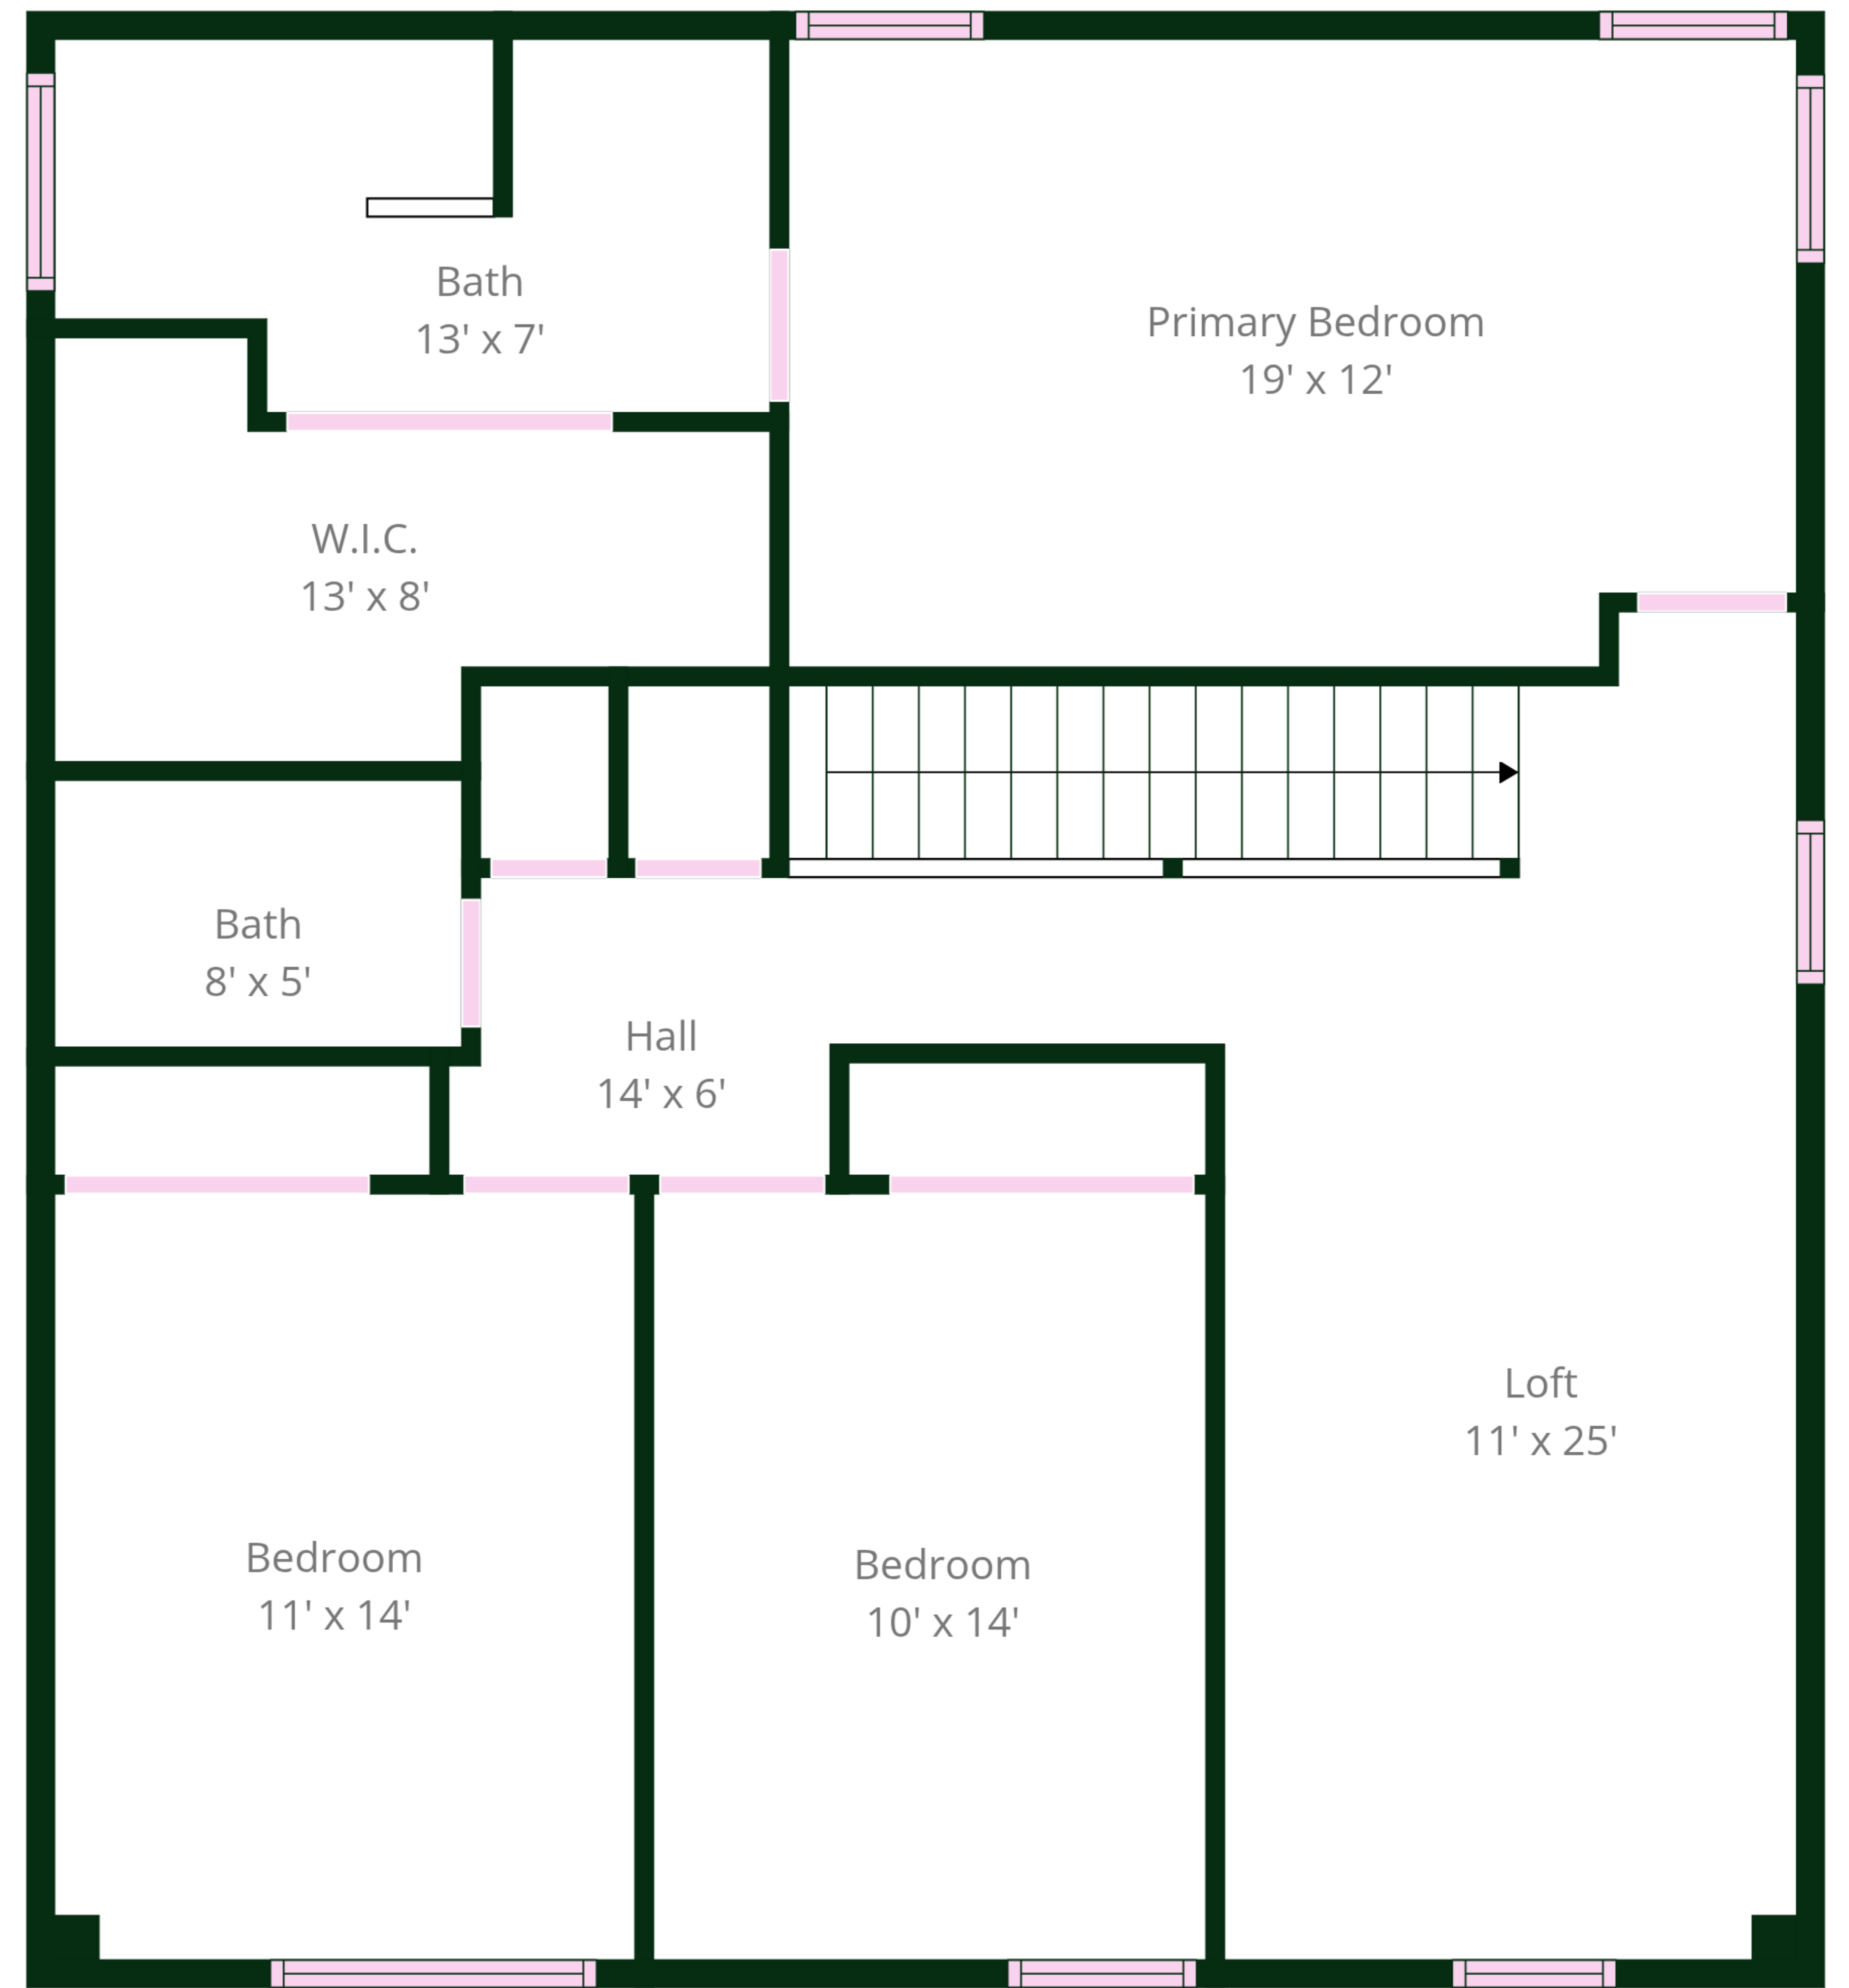 Bath
13' x 7'
Primary Bedroom
19' x 12'
W.I.C.
13' x 8'
Bath
8' x 5'
Hall
14' x 6'
Loft
11' x 25'
Bedroom
11' x 14'
Bedroom
10' x 14'